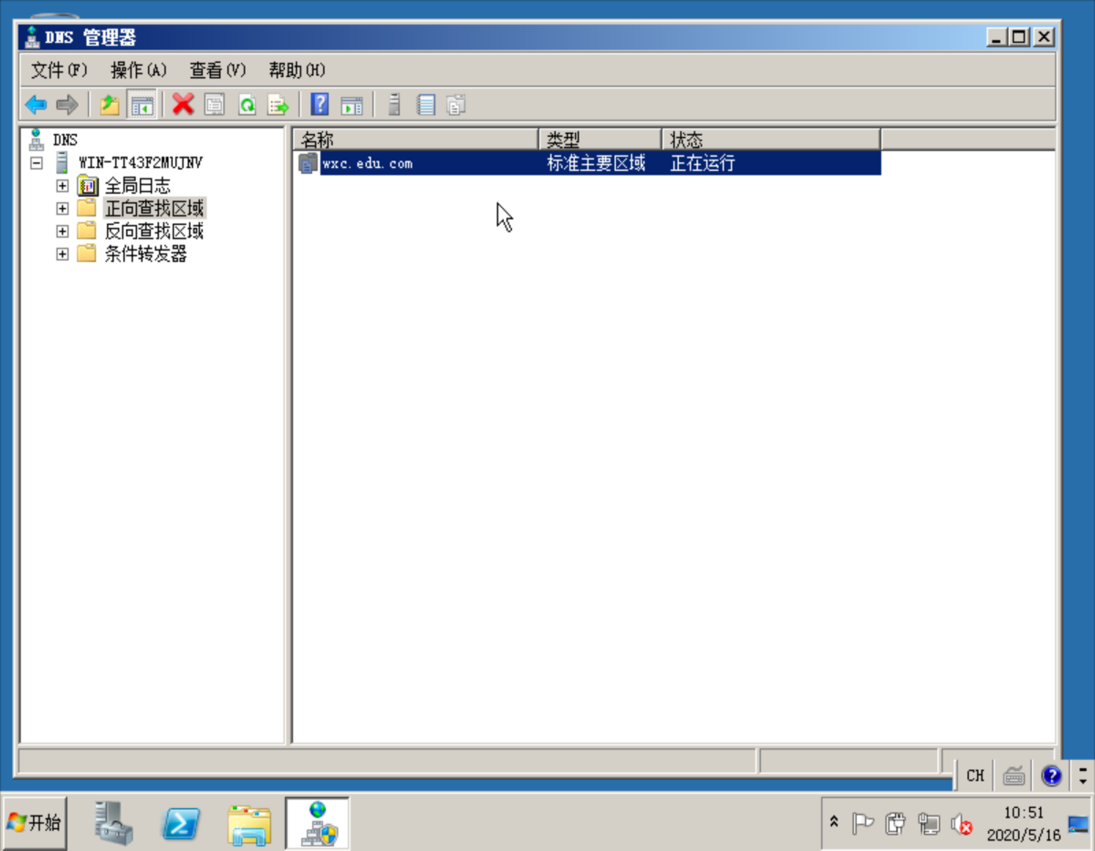 DNS 管理器
文件(F) 操作(A) 查看(V) 帮助(H)
DNS
WIN-TT43F2MUJNV
全局日志
正向查找区域
反向查找区域
条件转发器
名称 类型 状态
wxc.edu.com 标准主要区域 正在运行
CH
开始
10:51
2020/5/16